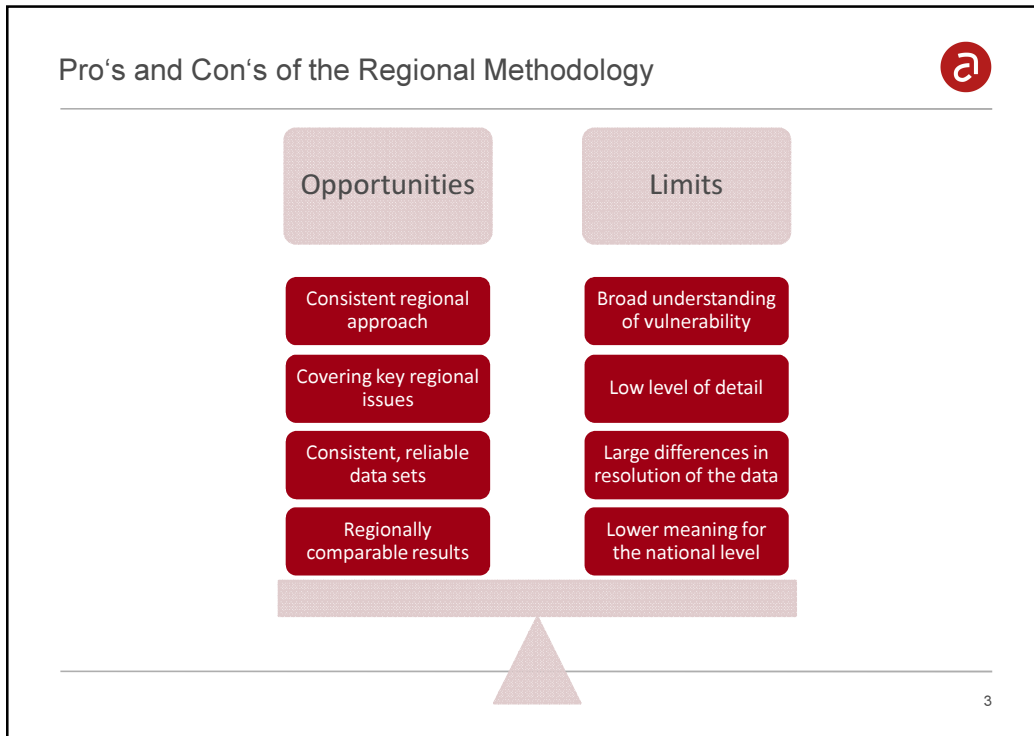 Pro‘s and Con‘s of the Regional Methodology
Opportunities
Limits
Consistent regional
approach
Broad understanding
of vulnerability
Covering key regional
issues
Low level of detail
Consistent, reliable
data sets
Large differences in
resolution of the data
Regionally
comparable results
Lower meaning for
the national level
3